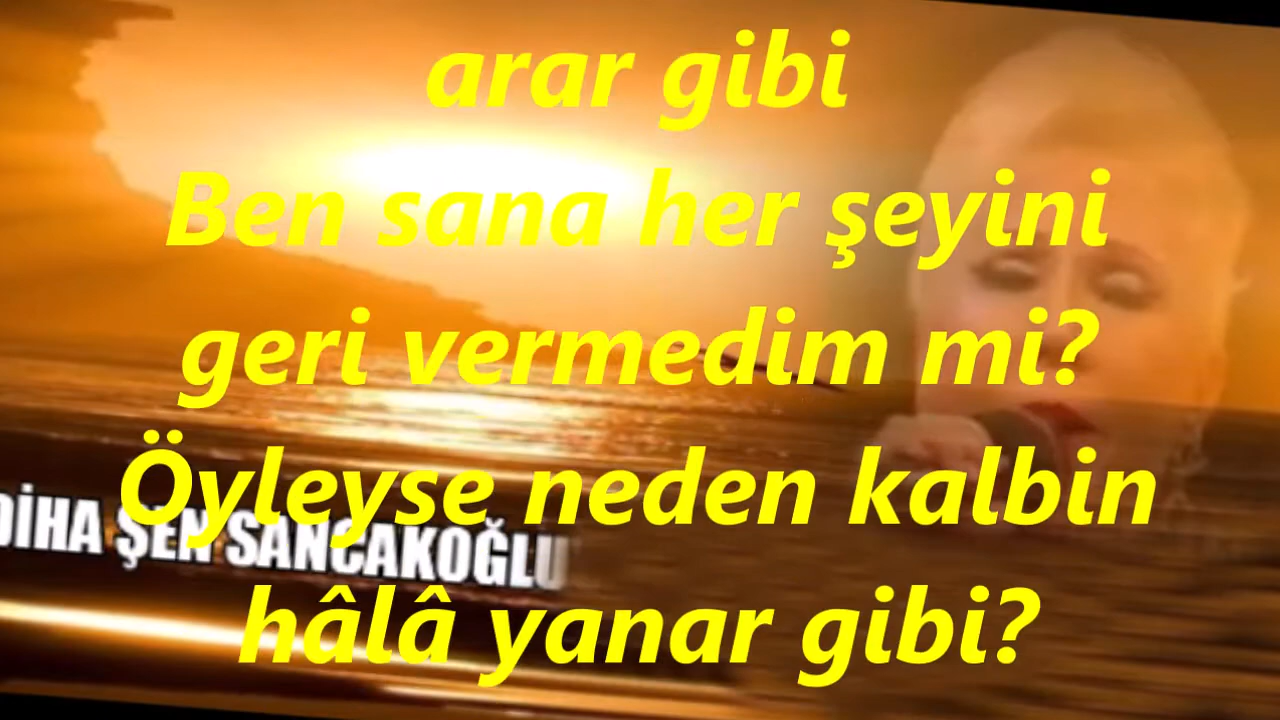 arar gibi
Ben sana her şeyini
geri vermedim mi?
Öyleyse neden kalbin
DİHA ŞEN SANCAKOĞLU
hâlâ yanar gibi?